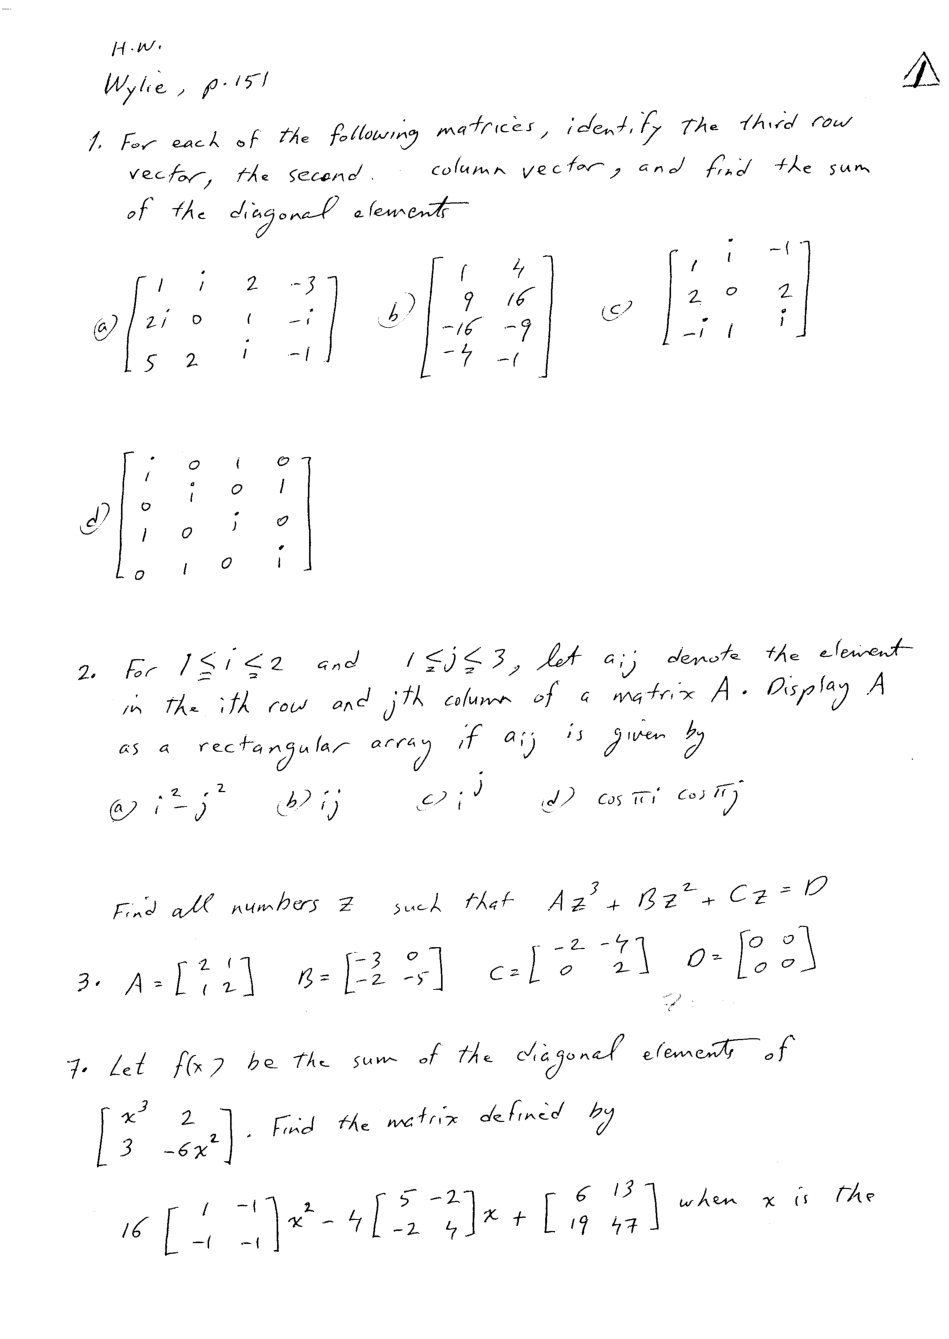 H.W.
1
Wylie, p.151
1. For each of the following matrices, identify the third row
vector, the second. column vector, and find the sum
of the diagonal elements
(a) [1 i 2 -3
2i 0 1 -i
5 2 i -1]
(b) [1 4
9 16
-16 -9
-4 -1]
(c) [1 i -1
2 0 2
-i 1 i]
(d) [i 0 1 0
0 i 0 1
1 0 i 0
0 1 0 i]
2. For 1 ≤ i ≤ 2 and 1 ≤ j ≤ 3, let aij denote the element
in the ith row and jth column of a matrix A. Display A
as a rectangular array if aij is given by
(a) i² - j² (b) ij (c) i^j (d) cos πi cos πj
Find all numbers z such that Az³ + Bz² + Cz = D
3. A = [2 1
1 2] B = [-3 0
-2 -5] C = [-2 -4
0 2] D = [0 0
0 0]
7. Let f(x) be the sum of the diagonal elements of
[x³ 2
3 -6x²]. Find the matrix defined by
16 [1 -1
-1 -1] x² - 4 [5 -2
-2 4] x + [6 13
19 47] when x is the